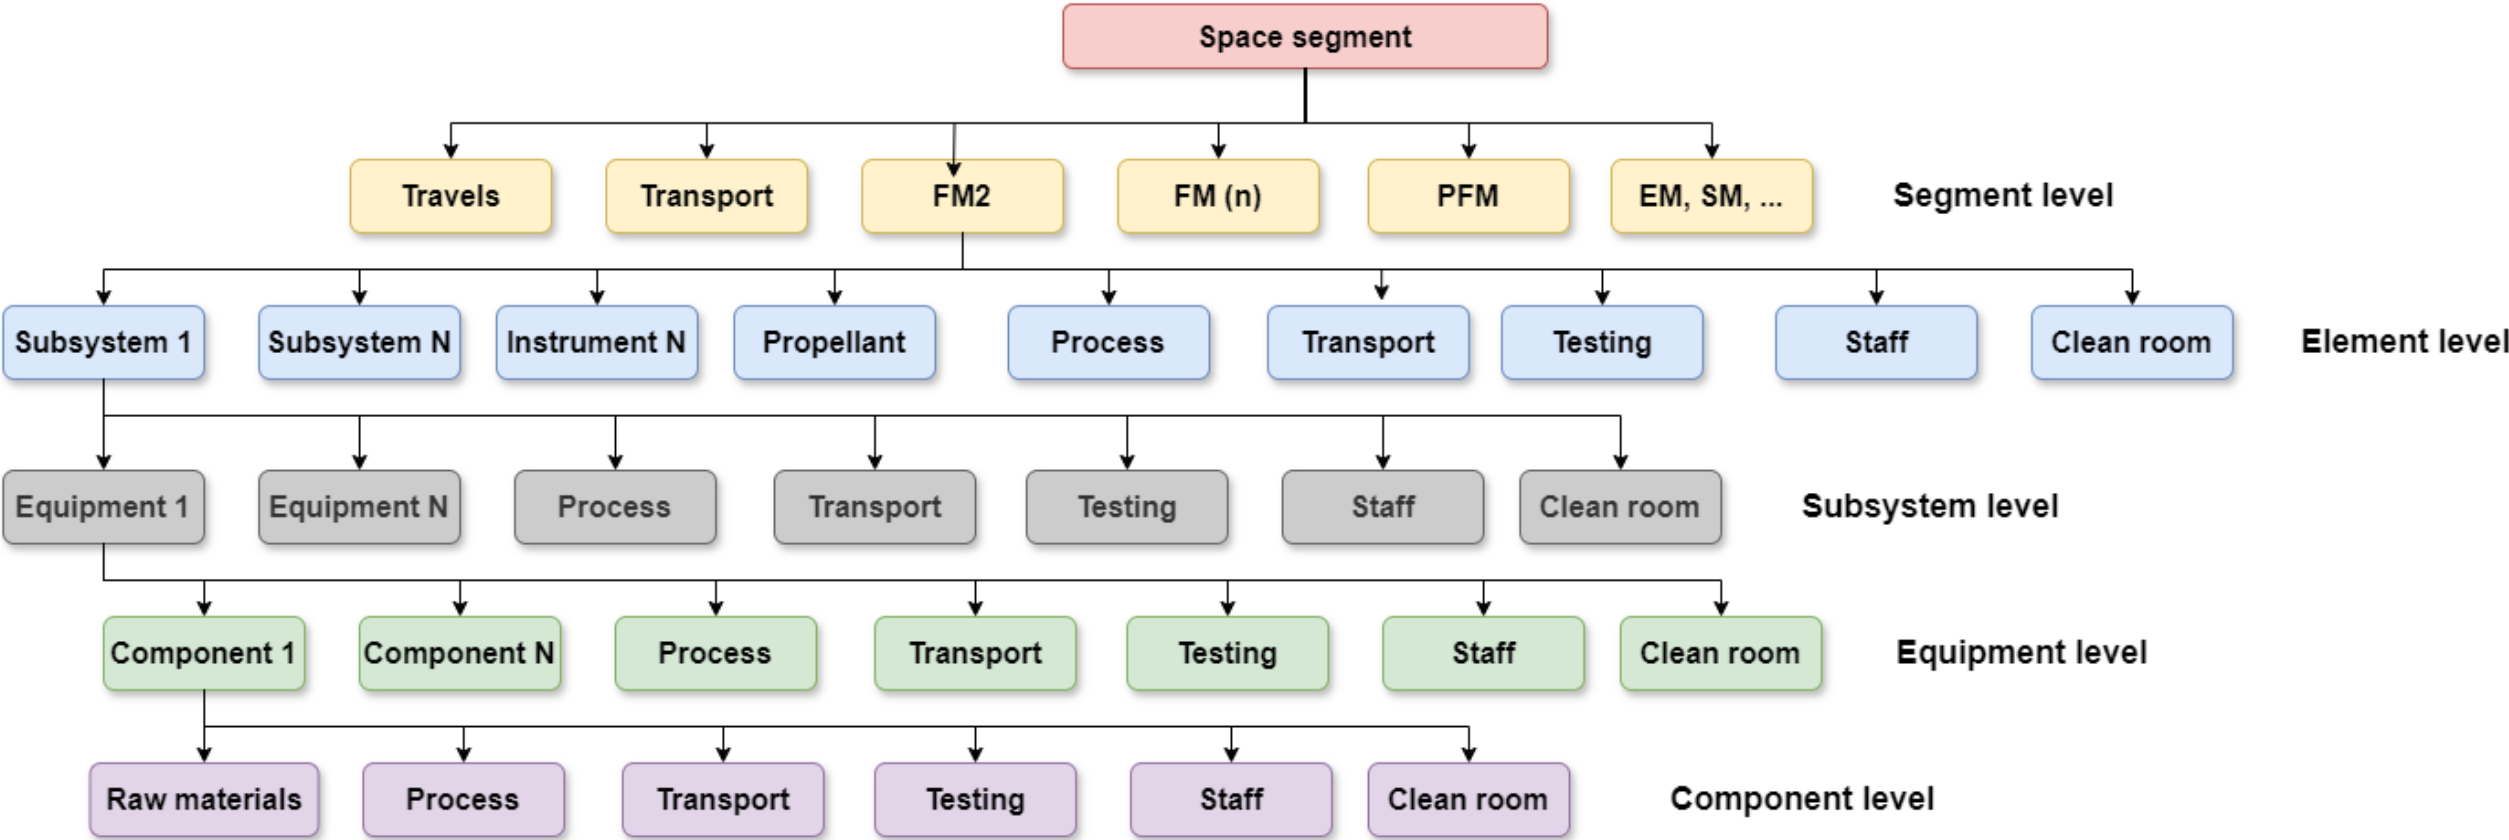 Space segment
Travels
Transport
FM2
FM (n)
PFM
EM, SM, ...
Segment level
Subsystem 1
Subsystem N
Instrument N
Propellant
Process
Transport
Testing
Staff
Clean room
Element level
Equipment 1
Equipment N
Process
Transport
Testing
Staff
Clean room
Subsystem level
Component 1
Component N
Process
Transport
Testing
Staff
Clean room
Equipment level
Raw materials
Process
Transport
Testing
Staff
Clean room
Component level